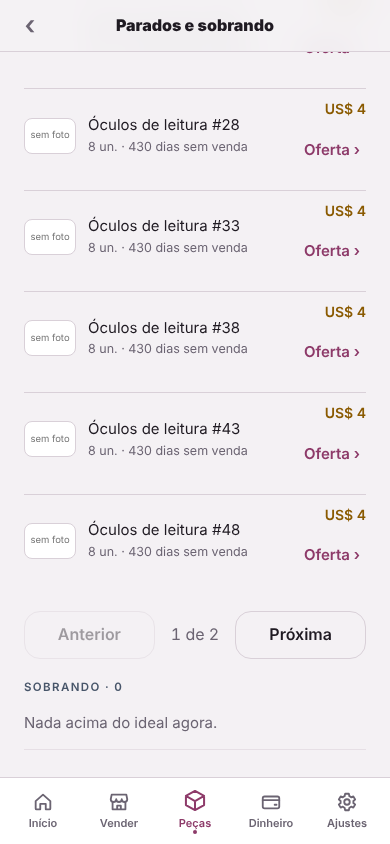 Parados e sobrando
Oferta ›
US$ 4
sem foto
Óculos de leitura #28
8 un. · 430 dias sem venda
Oferta ›
US$ 4
sem foto
Óculos de leitura #33
8 un. · 430 dias sem venda
Oferta ›
US$ 4
sem foto
Óculos de leitura #38
8 un. · 430 dias sem venda
Oferta ›
US$ 4
sem foto
Óculos de leitura #43
8 un. · 430 dias sem venda
Oferta ›
US$ 4
sem foto
Óculos de leitura #48
8 un. · 430 dias sem venda
Oferta ›
Anterior
1 de 2
Próxima
SOBRANDO · 0
Nada acima do ideal agora.
Início
Vender
Peças
Dinheiro
Ajustes